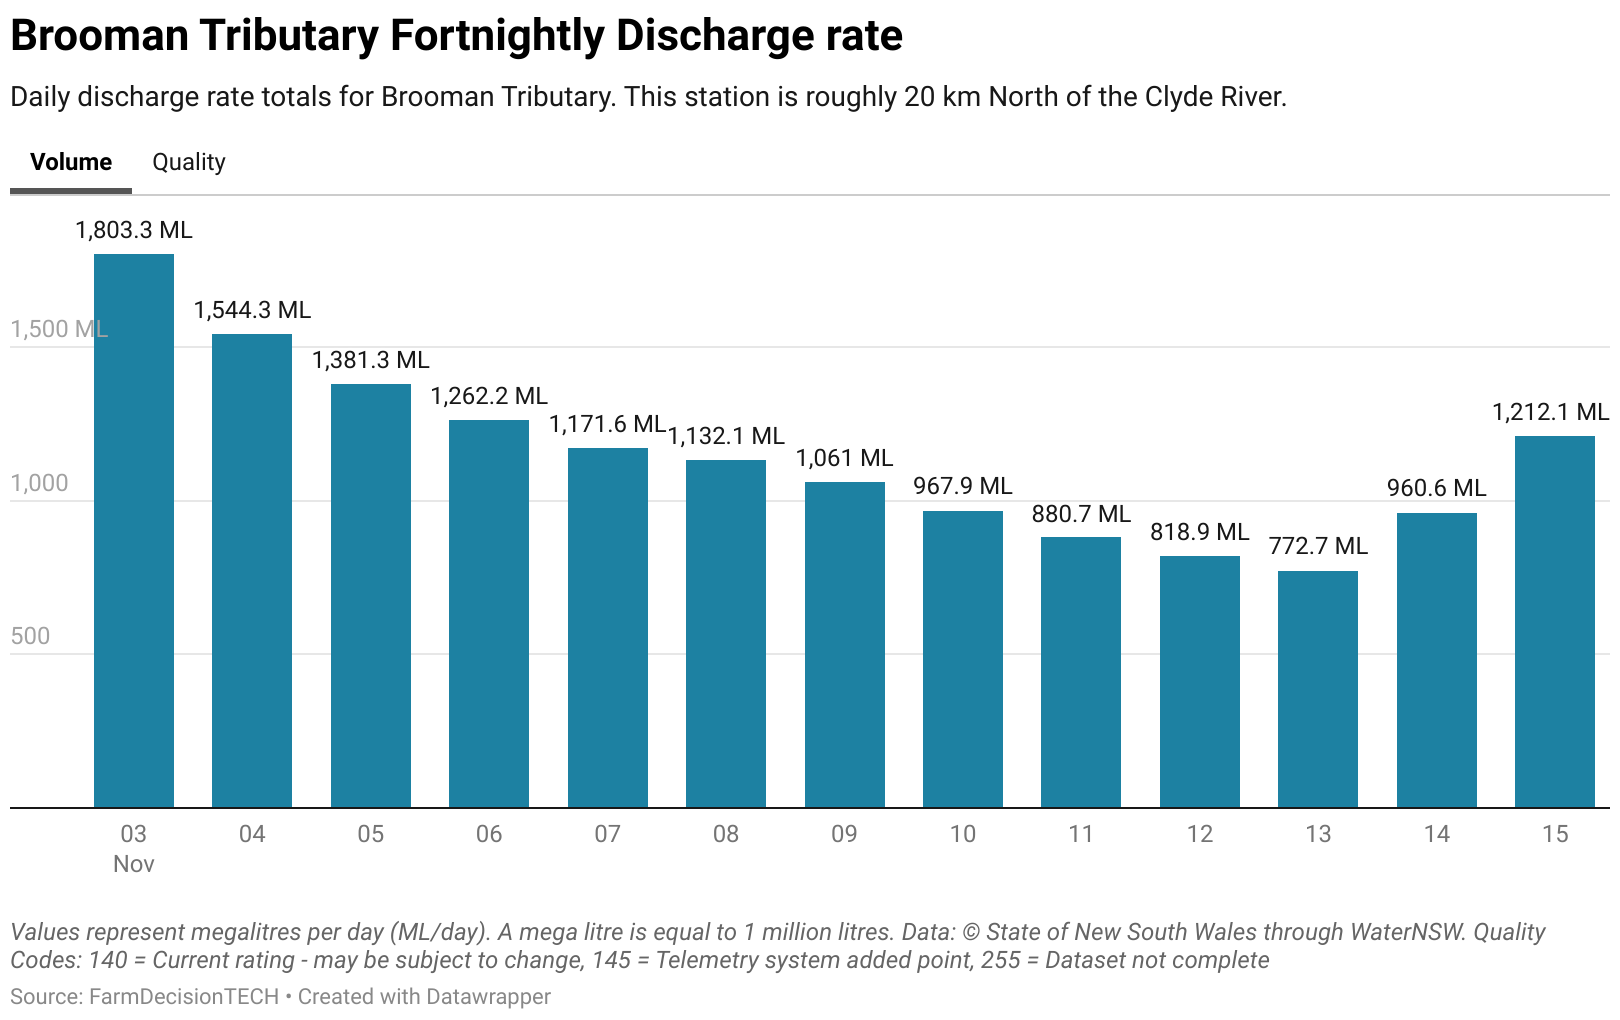 Brooman Tributary Fortnightly Discharge rate
Daily discharge rate totals for Brooman Tributary. This station is roughly 20 km North of the Clyde River.
Volume Quality
1,803.3 ML
1,544.3 ML
1,500 ML
1,381.3 ML
1,262.2 ML
1,212.1 ML
1,171.6 ML
1,132.1 ML
1,061 ML
1,000
967.9 ML
960.6 ML
880.7 ML
818.9 ML
772.7 ML
500
03 04 05 06 07 08 09 10 11 12 13 14 15
Nov
Values represent megalitres per day (ML/day). A mega litre is equal to 1 million litres. Data: © State of New South Wales through WaterNSW. Quality
Codes: 140 = Current rating - may be subject to change, 145 = Telemetry system added point, 255 = Dataset not complete
Source: FarmDecisionTECH • Created with Datawrapper